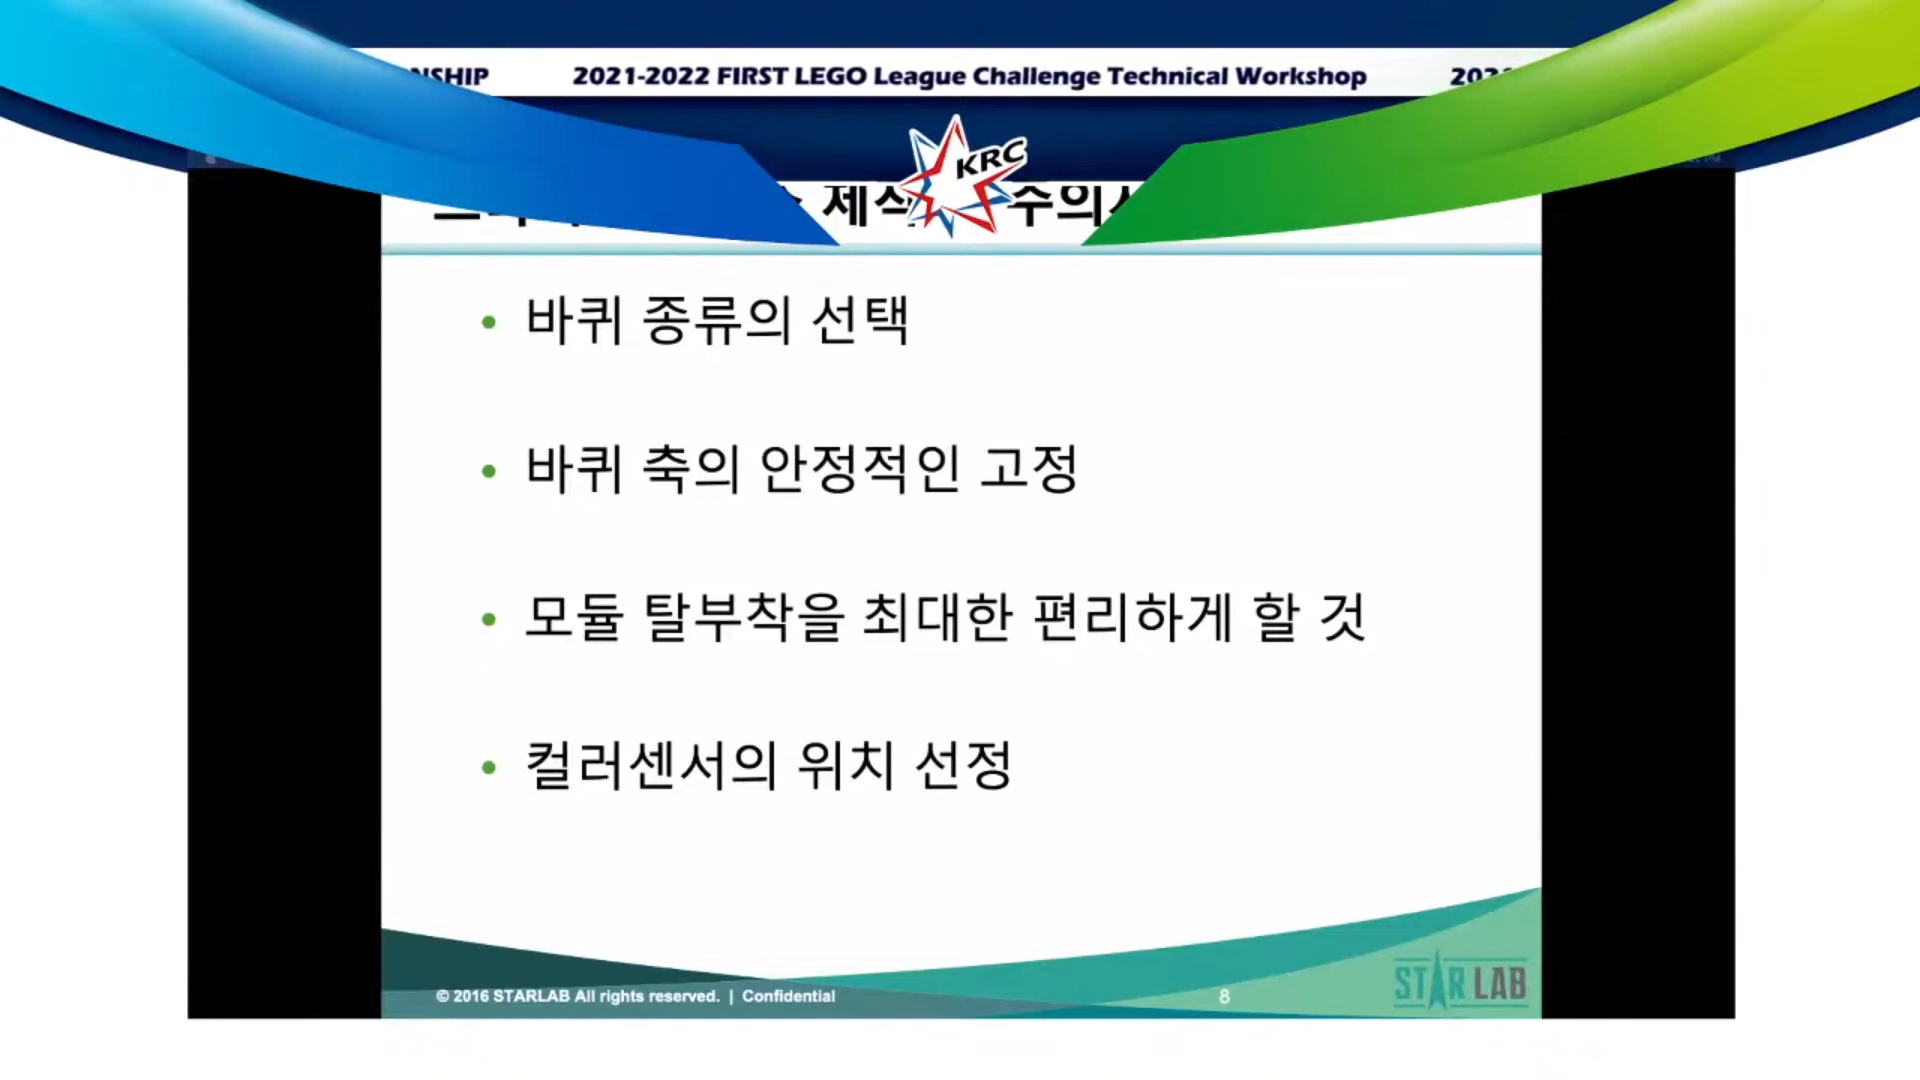 2021-2022 FIRST LEGO League Challenge Technical Workshop
KRC
바퀴 종류의 선택
바퀴 축의 안정적인 고정
모듈 탈부착을 최대한 편리하게 할 것
컬러센서의 위치 선정
© 2016 STARLAB All rights reserved. | Confidential
8
STAR LAB